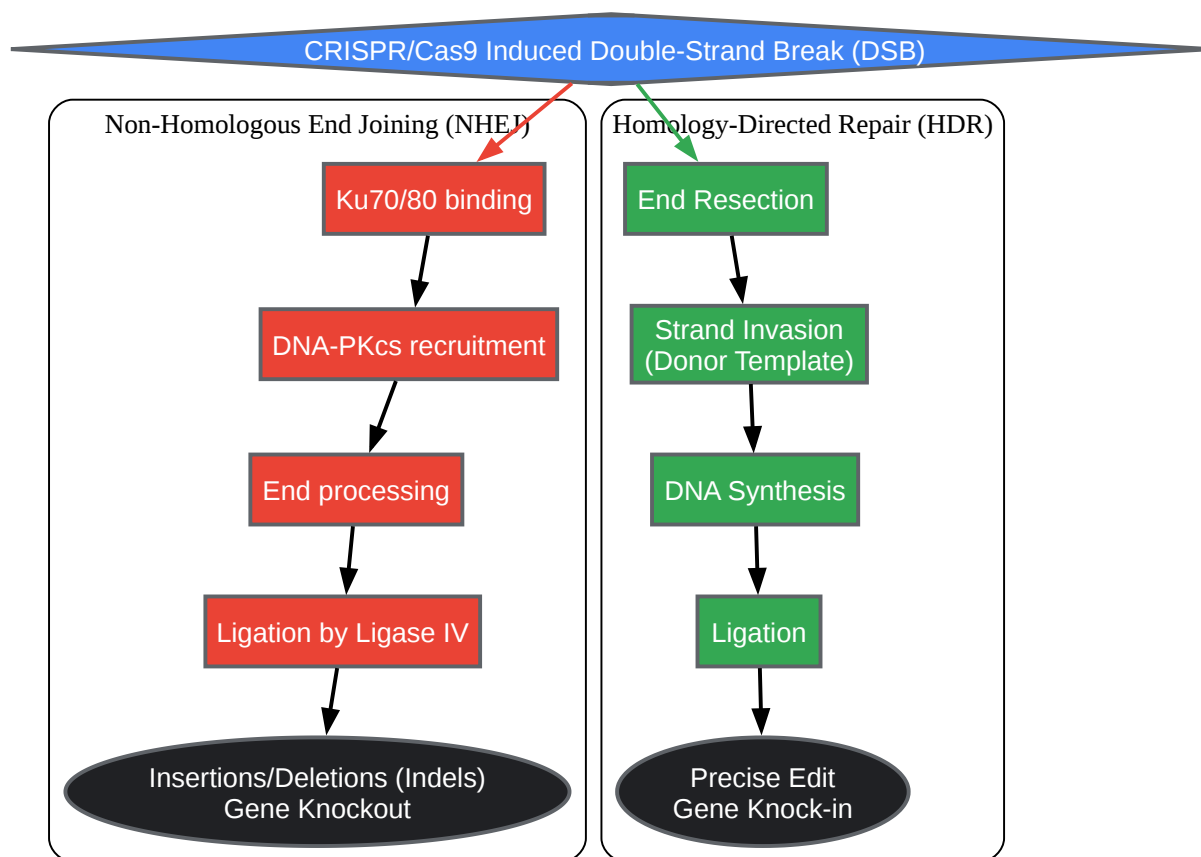 CRISPR/Cas9 Induced Double-Strand Break (DSB)
Non-Homologous End Joining (NHEJ)
Ku70/80 binding
DNA-PKcs recruitment
End processing
Ligation by Ligase IV
Insertions/Deletions (Indels)
Gene Knockout
Homology-Directed Repair (HDR)
End Resection
Strand Invasion
(Donor Template)
DNA Synthesis
Ligation
Precise Edit
Gene Knock-in